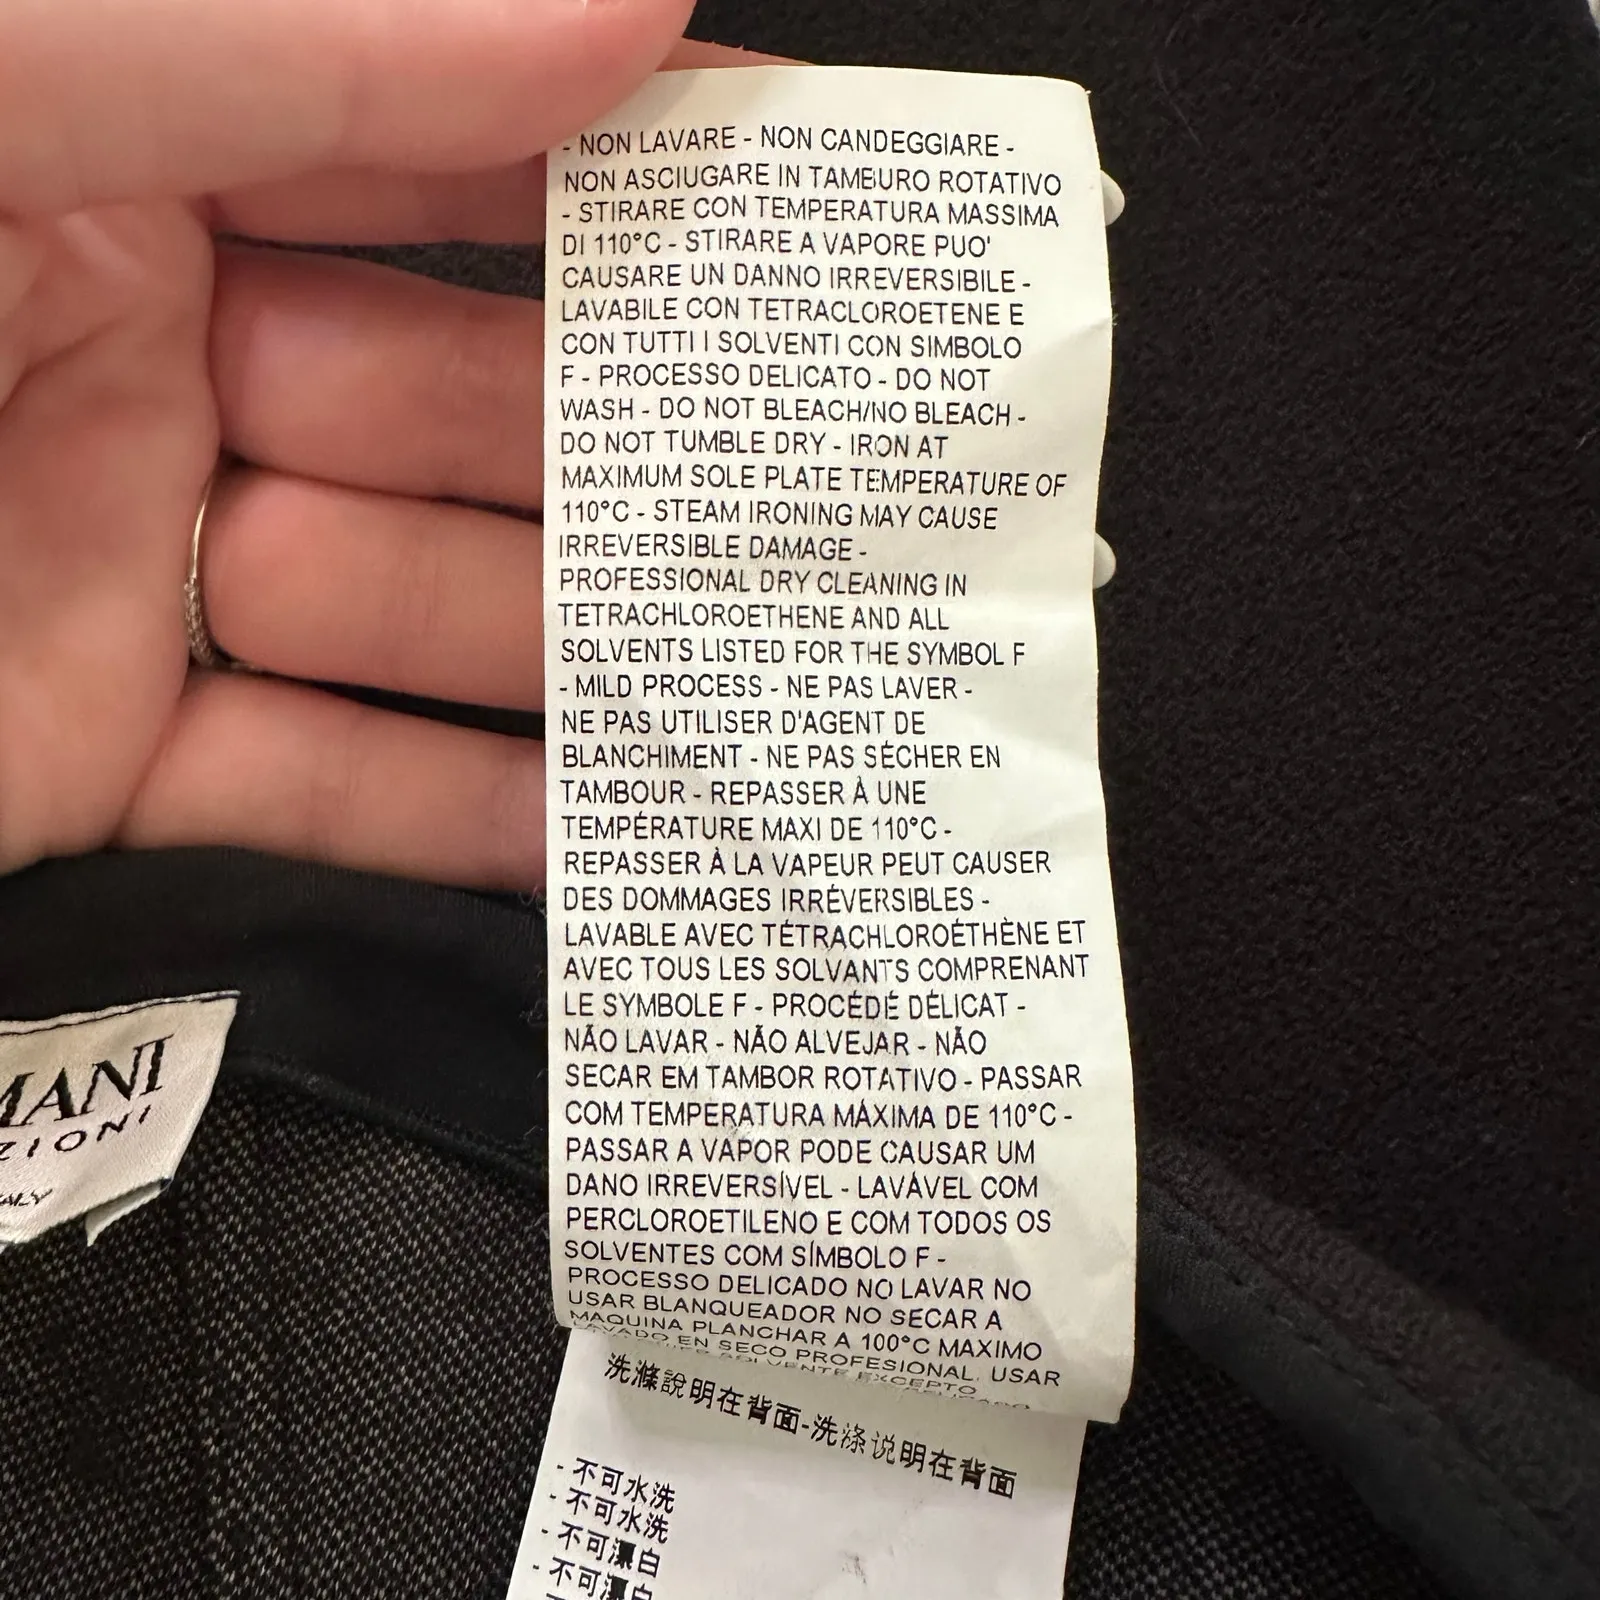 - NON LAVARE - NON CANDEGGIARE -
NON ASCIUGARE IN TAMBURO ROTATIVO
- STIRARE CON TEMPERATURA MASSIMA
DI 110°C - STIRARE A VAPORE PUO'
CAUSARE UN DANNO IRREVERSIBILE -
LAVABILE CON TETRACLOROETENE E
CON TUTTI I SOLVENTI CON SIMBOLO
F - PROCESSO DELICATO - DO NOT
WASH - DO NOT BLEACH/NO BLEACH -
DO NOT TUMBLE DRY - IRON AT
MAXIMUM SOLE PLATE TEMPERATURE OF
110°C - STEAM IRONING MAY CAUSE
IRREVERSIBLE DAMAGE -
PROFESSIONAL DRY CLEANING IN
TETRACHLOROETHENE AND ALL
SOLVENTS LISTED FOR THE SYMBOL F
- MILD PROCESS - NE PAS LAVER -
NE PAS UTILISER D'AGENT DE
BLANCHIMENT - NE PAS SÉCHER EN
TAMBOUR - REPASSER À UNE
TEMPÉRATURE MAXI DE 110°C -
REPASSER À LA VAPEUR PEUT CAUSER
DES DOMMAGES IRRÉVERSIBLES -
LAVABLE AVEC TÉTRACHLOROÉTHÈNE ET
AVEC TOUS LES SOLVANTS COMPRENANT
LE SYMBOLE F - PROCÉDÉ DÉLICAT -
NÃO LAVAR - NÃO ALVEJAR - NÃO
SECAR EM TAMBOR ROTATIVO - PASSAR
COM TEMPERATURA MÁXIMA DE 110°C -
PASSAR A VAPOR PODE CAUSAR UM
DANO IRREVERSÍVEL - LAVÁVEL COM
PERCLOROETILENO E COM TODOS OS
SOLVENTES COM SÍMBOLO F -
PROCESSO DELICADO NO LAVAR NO
USAR BLANQUEADOR NO SECAR A
MAQUINA PLANCHAR A 100°C MAXIMO
LAVADO EN SECO PROFESIONAL. USAR
SOLVENTE EXCEPTO
洗滌說明在背面-洗涤说明在背面
- 不可水洗
- 不可水洗
- 不可漂白
- 不可漂白
MANI
ZIONI
ALY